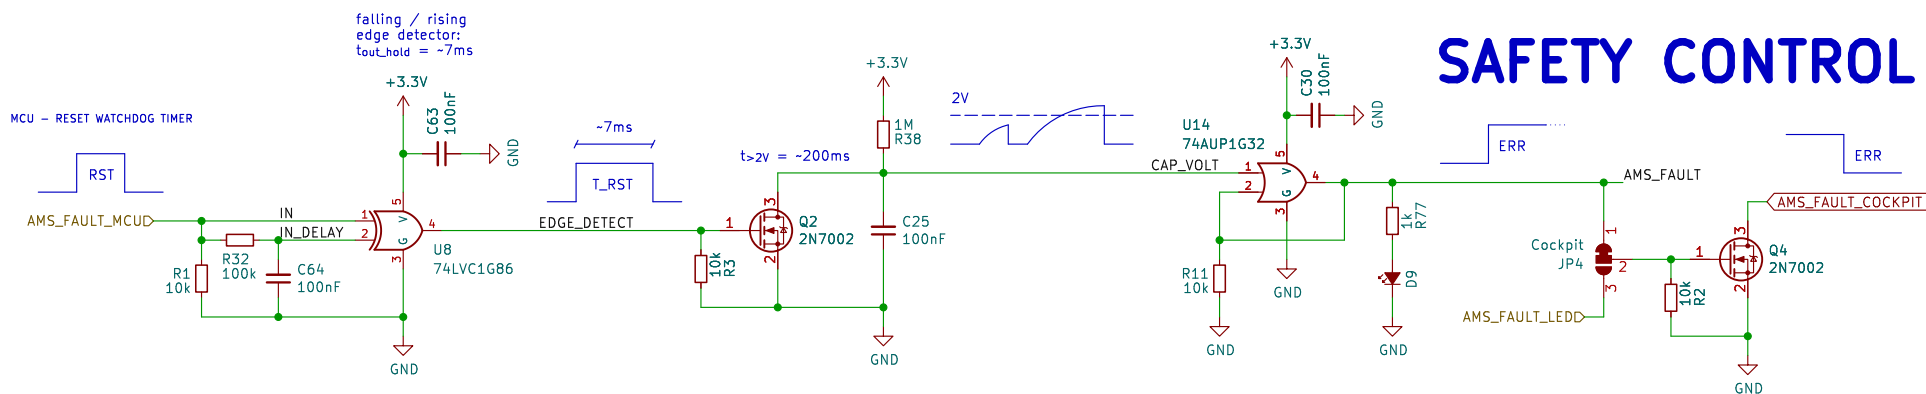 falling / rising
edge detector:
tout_hold = ~7ms
SAFETY CONTROL
MCU - RESET WATCHDOG TIMER
RST
AMS_FAULT_MCU
R1
10k
R32
100k
IN
IN_DELAY
C64
100nF
+3.3V
C63
100nF
GND
1
2
5
V
G
3
4
U8
74LVC1G86
GND
~7ms
T_RST
EDGE_DETECT
10k
R3
1
3
2
Q2
2N7002
t>2V = ~200ms
+3.3V
1M
R38
C25
100nF
GND
2V
CAP_VOLT
U14
74AUP1G32
+3.3V
C30
100nF
GND
1
2
5
V
G
3
4
R11
10k
GND
GND
1k
R77
D9
GND
ERR
AMS_FAULT
Cockpit
JP4
1
2
3
AMS_FAULT_LED
10k
R2
1
3
2
Q4
2N7002
GND
ERR
AMS_FAULT_COCKPIT